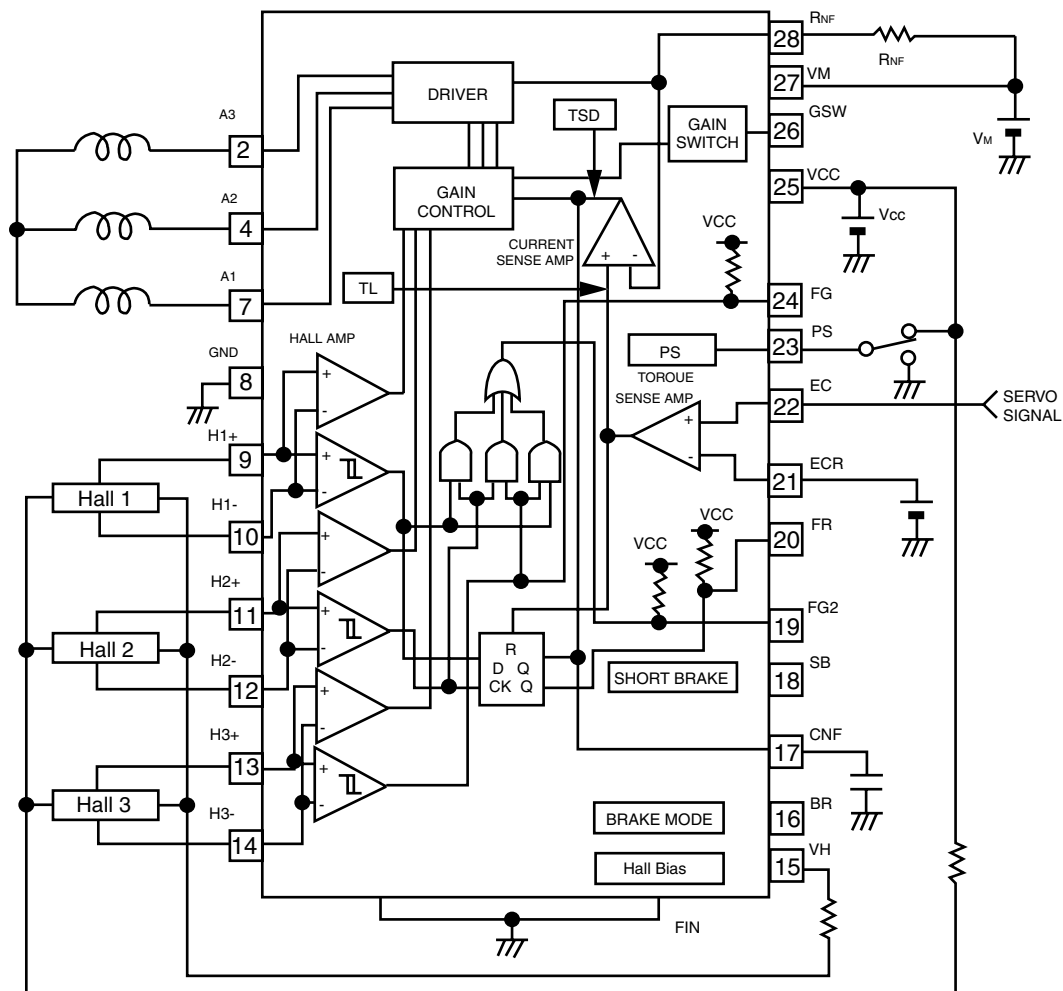 RNF
28
RNF
27
VM
DRIVER
TSD
GAIN
SWITCH
26
GSW
VM
A3
2
25
VCC
GAIN
CONTROL
VCC
Vcc
A2
4
CURRENT
SENSE AMP
+ -
A1
7
TL
24
FG
HALL AMP
23
PS
GND
8
PS
TOROUE
SENSE AMP
EC
22
SERVO
SIGNAL
+
-
+
-
H1+
9
+
-
ECR
21
Hall 1
H1-
10
VCC
FR
20
+
-
VCC
H2+
11
+
-
FG2
19
Hall 2
R
D Q
CK Q
SHORT BRAKE
SB
18
H2-
12
+
-
H3+
13
CNF
17
+
-
Hall 3
H3-
14
BRAKE MODE
BR
16
VH
15
Hall Bias
FIN